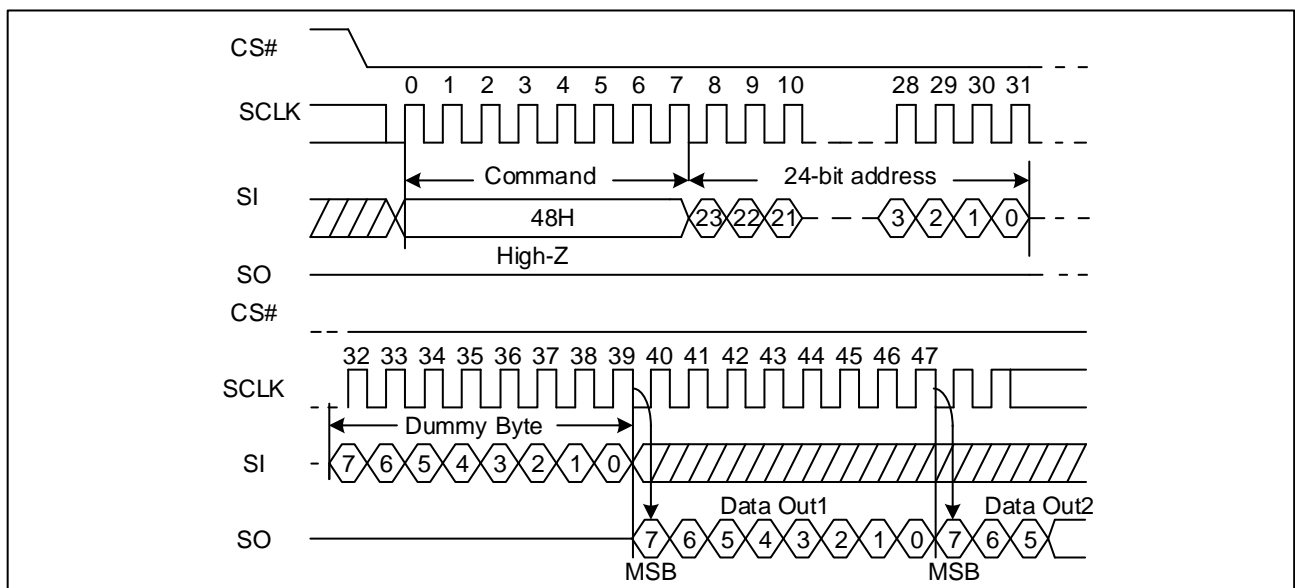 CS#
0 1 2 3 4 5 6 7 8 9 10 28 29 30 31
SCLK
Command 24-bit address
SI
48H 23 22 21 3 2 1 0
High-Z
SO
CS#
32 33 34 35 36 37 38 39 40 41 42 43 44 45 46 47
SCLK
Dummy Byte
SI 7 6 5 4 3 2 1 0
Data Out1 Data Out2
SO 7 6 5 4 3 2 1 0 7 6 5
MSB MSB